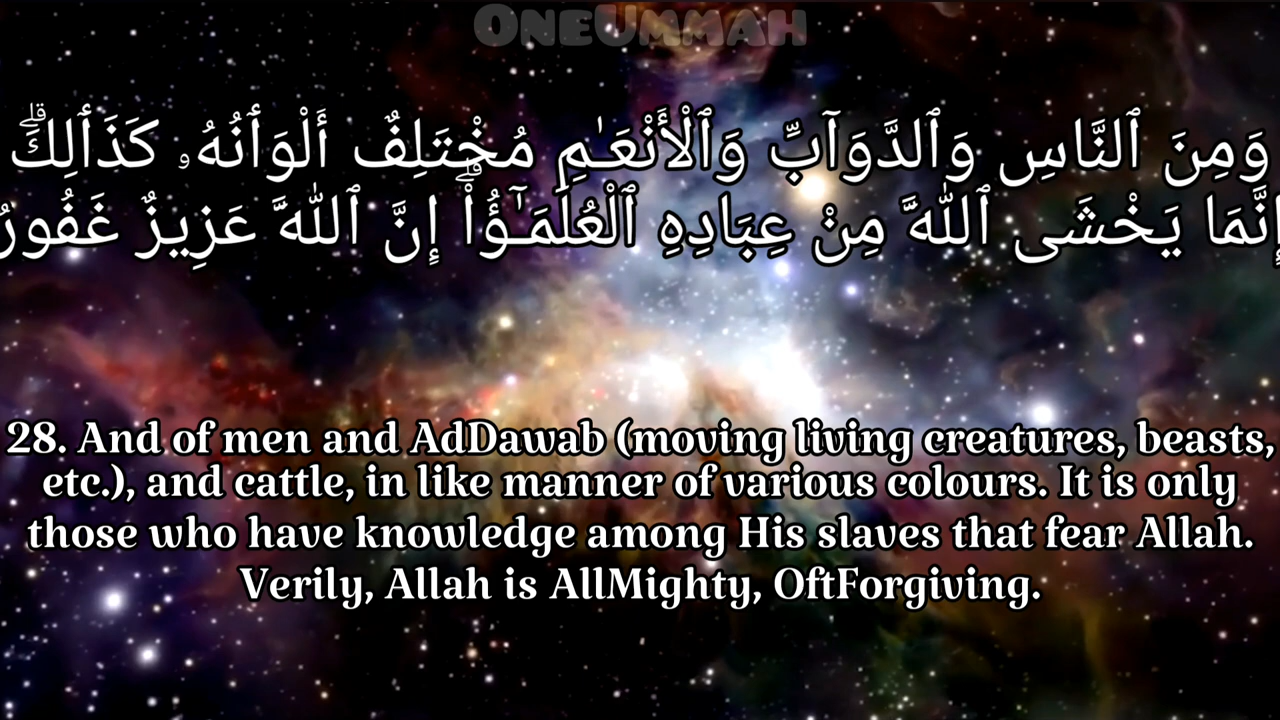 OneUmmah
وَمِنَ ٱلنَّاسِ وَٱلدَّوَآبِّ وَٱلْأَنْعَـٰمِ مُخْتَلِفٌ أَلْوَٲنُهُ ۥ كَذَٲلِكَ‌ۗ
إِنَّمَا يَخْشَى ٱللَّهَ مِنْ عِبَادِهِ ٱلْعُلَمَـٰٓؤُاْ‌ۗ إِنَّ ٱللَّهَ عَزِيزٌ غَفُورٌ
28. And of men and AdDawab (moving living creatures, beasts,
etc.), and cattle, in like manner of various colours. It is only
those who have knowledge among His slaves that fear Allah.
Verily, Allah is AllMighty, OftForgiving.